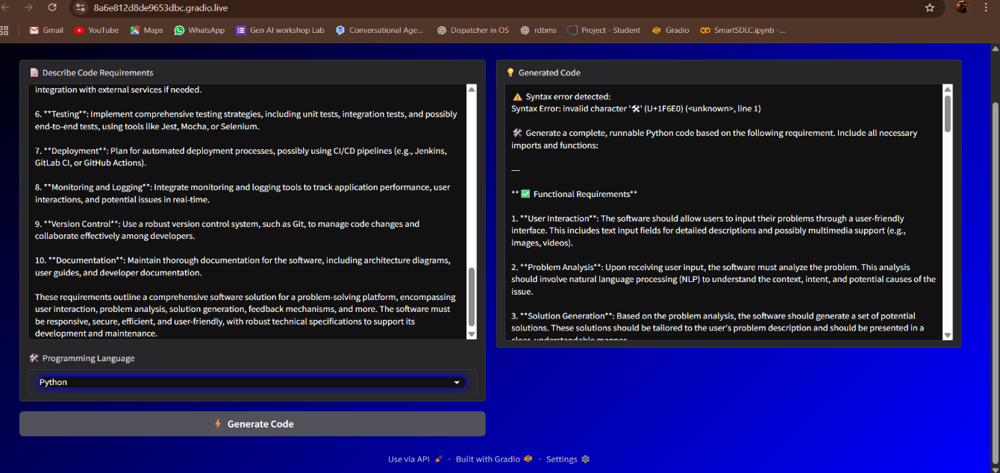 8a6e812d8de9653dbc.gradio.live
Gmail YouTube Maps WhatsApp Gen AI workshop Lab Conversational Age... Dispatcher in OS rdbms Project - Student Gradio SmartSDLC.ipynb -...
📝 Describe Code Requirements
integration with external services if needed.
6. **Testing**: Implement comprehensive testing strategies, including unit tests, integration tests, and possibly
end-to-end tests, using tools like Jest, Mocha, or Selenium.
7. **Deployment**: Plan for automated deployment processes, possibly using CI/CD pipelines (e.g., Jenkins,
GitLab CI, or GitHub Actions).
8. **Monitoring and Logging**: Integrate monitoring and logging tools to track application performance, user
interactions, and potential issues in real-time.
9. **Version Control**: Use a robust version control system, such as Git, to manage code changes and
collaborate effectively among developers.
10. **Documentation**: Maintain thorough documentation for the software, including architecture diagrams,
user guides, and developer documentation.
These requirements outline a comprehensive software solution for a problem-solving platform, encompassing
user interaction, problem analysis, solution generation, feedback mechanisms, and more. The software must
be responsive, secure, efficient, and user-friendly, with robust technical specifications to support its
development and maintenance.
🛠 Programming Language
Python
⚡ Generate Code
💡 Generated Code
⚠️ Syntax error detected:
Syntax Error: invalid character '🛠' (U+1F6E0) (<unknown>, line 1)
🛠 Generate a complete, runnable Python code based on the following requirement. Include all necessary
imports and functions:
---
** ✅ Functional Requirements**
1. **User Interaction**: The software should allow users to input their problems through a user-friendly
interface. This includes text input fields for detailed descriptions and possibly multimedia support (e.g.,
images, videos).
2. **Problem Analysis**: Upon receiving user input, the software must analyze the problem. This analysis
should involve natural language processing (NLP) to understand the context, intent, and potential causes of the
issue.
3. **Solution Generation**: Based on the problem analysis, the software should generate a set of potential
solutions. These solutions should be tailored to the user's problem description and should be presented in a
clear, understandable manner.
Use via API 🚀 · Built with Gradio · Settings ⚙️